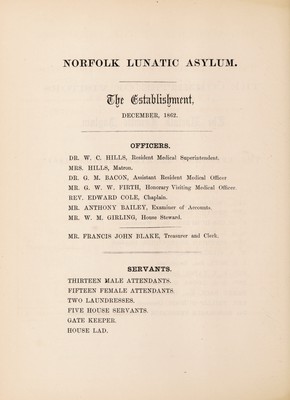 NORFOLK LUNATIC ASYLUM.
The Establishment,
DECEMBER, 1862.
OFFICERS.
DR. W. C. HILLS, Resident Medical Superintendent.
MRS. HILLS, Matron.
DR. G. M. BACON, Assistant Resident Medical Officer
MR. G. W. W. FIRTH, Honorary Visiting Medical Officer.
REV. EDWARD COLE, Chaplain.
MR. ANTHONY BAILEY, Examiner of Accounts.
MR. W. M. GIRLING, House Steward.
MR. FRANCIS JOHN BLAKE, Treasurer and Clerk.
SERVANTS.
THIRTEEN MALE ATTENDANTS.
FIFTEEN FEMALE ATTENDANTS.
TWO LAUNDRESSES.
FIVE HOUSE SERVANTS.
GATE KEEPER.
HOUSE LAD.